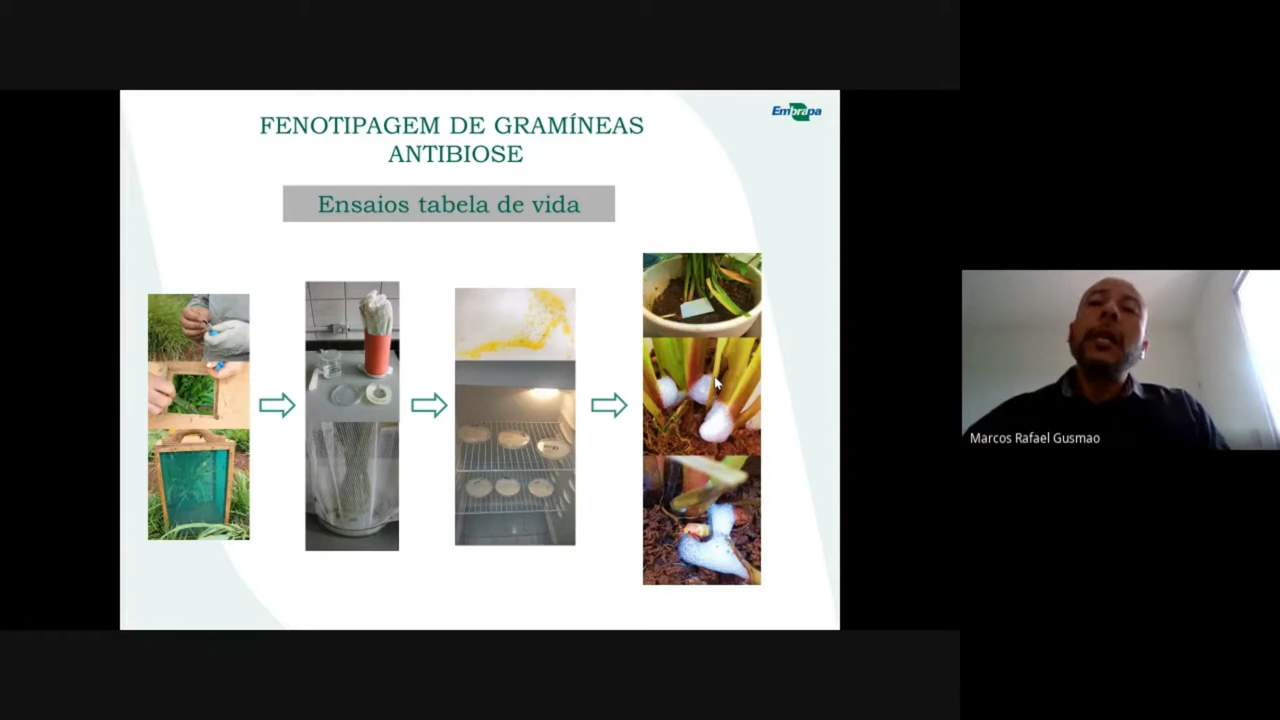 Embrapa
FENOTIPAGEM DE GRAMÍNEAS
ANTIBIOSE
Ensaios tabela de vida
Marcos Rafael Gusmao